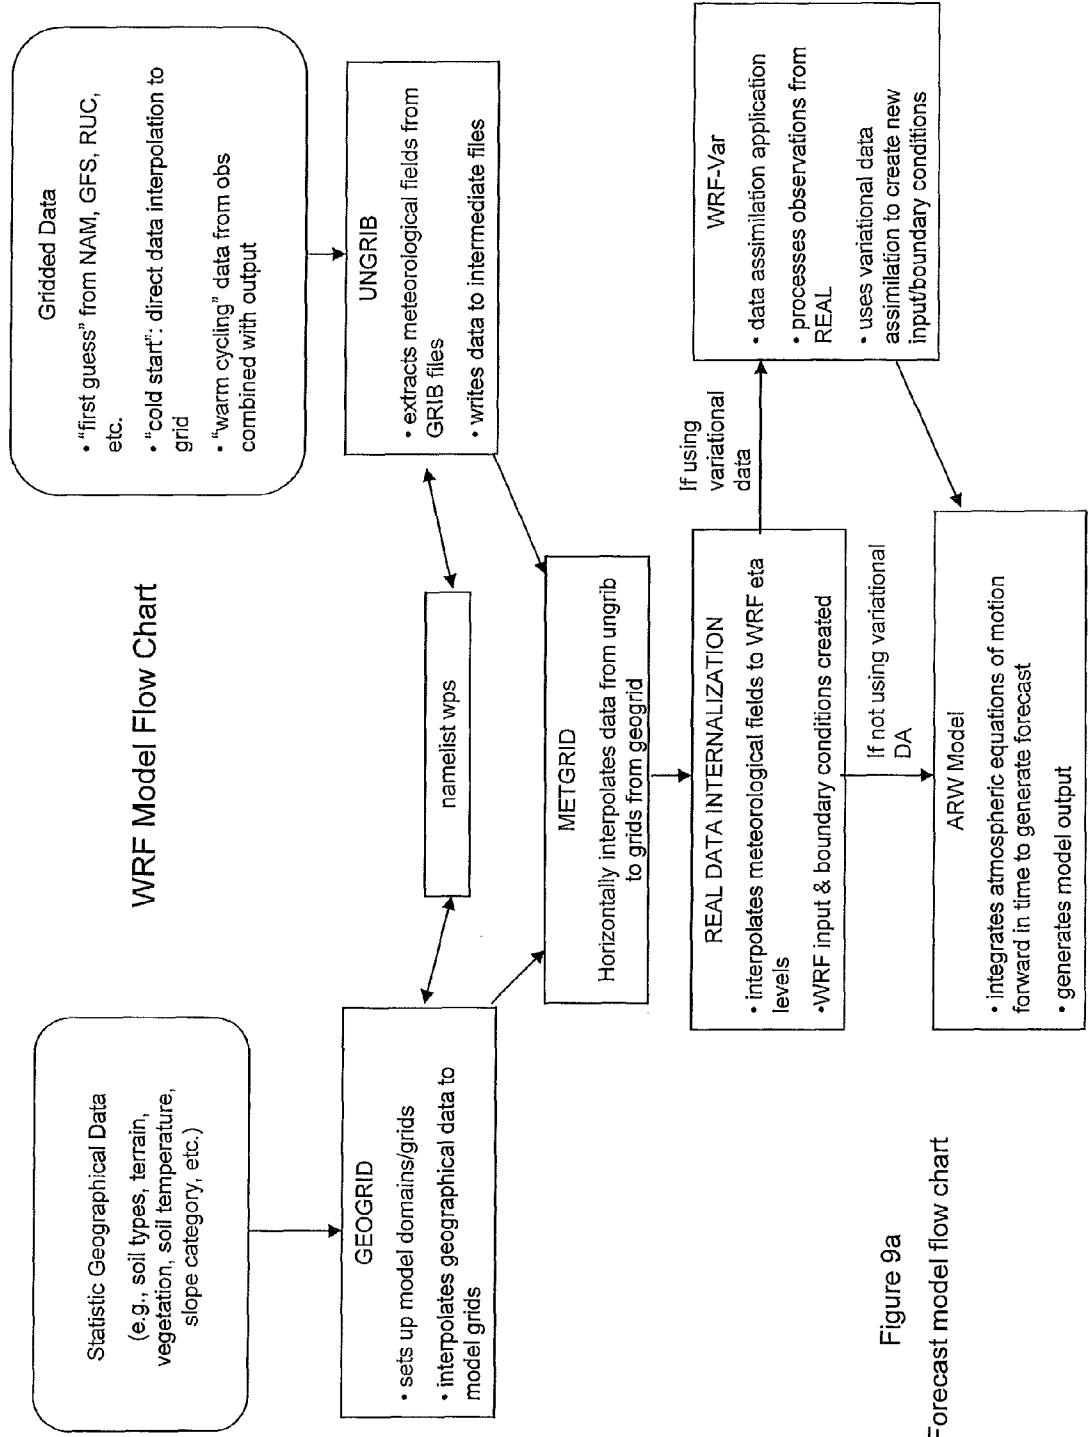 WRF Model Flow Chart
Statistic Geographical Data
(e.g., soil types, terrain,
vegetation, soil temperature,
slope category, etc.)
Gridded Data
• "first guess" from NAM, GFS, RUC,
etc.
• "cold start": direct data interpolation to
grid
• "warm cycling" data from obs
combined with output
GEOGRID
• sets up model domains/grids
• interpolates geographical data to
model grids
namelist wps
UNGRIB
• extracts meteorological fields from
GRIB files
• writes data to intermediate files
METGRID
Horizontally interpolates data from ungrib
to grids from geogrid
REAL DATA INTERNALIZATION
• interpolates meteorological fields to WRF eta
levels
•WRF input & boundary conditions created
If using
variational
data
WRF-Var
• data assimilation application
• processes observations from
REAL
• uses variational data
assimilation to create new
input/boundary conditions
If not using variational
DA
ARW Model
• integrates atmospheric equations of motion
forward in time to generate forecast
• generates model output
Figure 9a
Forecast model flow chart